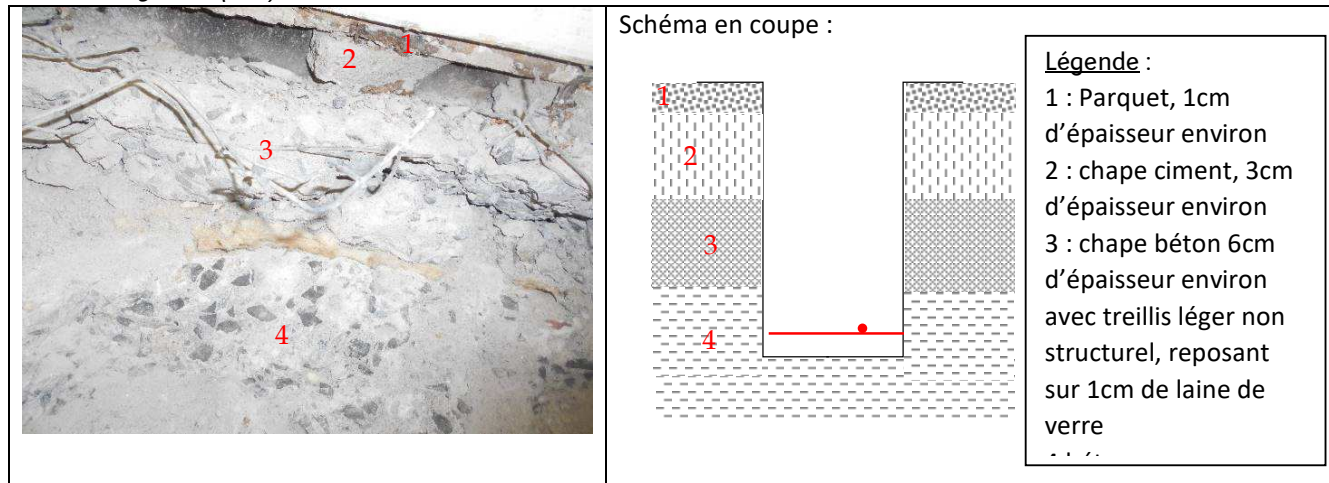 1
2
3
4
Schéma en coupe :
1
2
3
4
Légende :
1 : Parquet, 1cm
d’épaisseur environ
2 : chape ciment, 3cm
d’épaisseur environ
3 : chape béton 6cm
d’épaisseur environ
avec treillis léger non
structurel, reposant
sur 1cm de laine de
verre